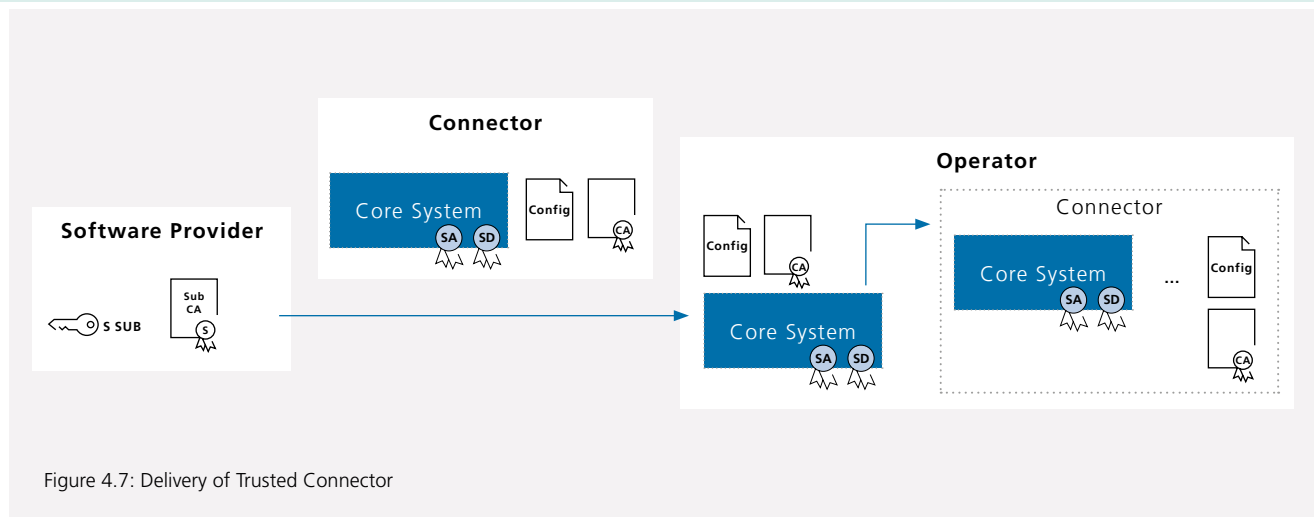 Software Provider
S SUB
Sub
CA
S
Connector
Core System
SA SD
Config
CA
Operator
Config
CA
Core System
SA SD
Connector
Core System
SA SD
...
Config
CA
Figure 4.7: Delivery of Trusted Connector